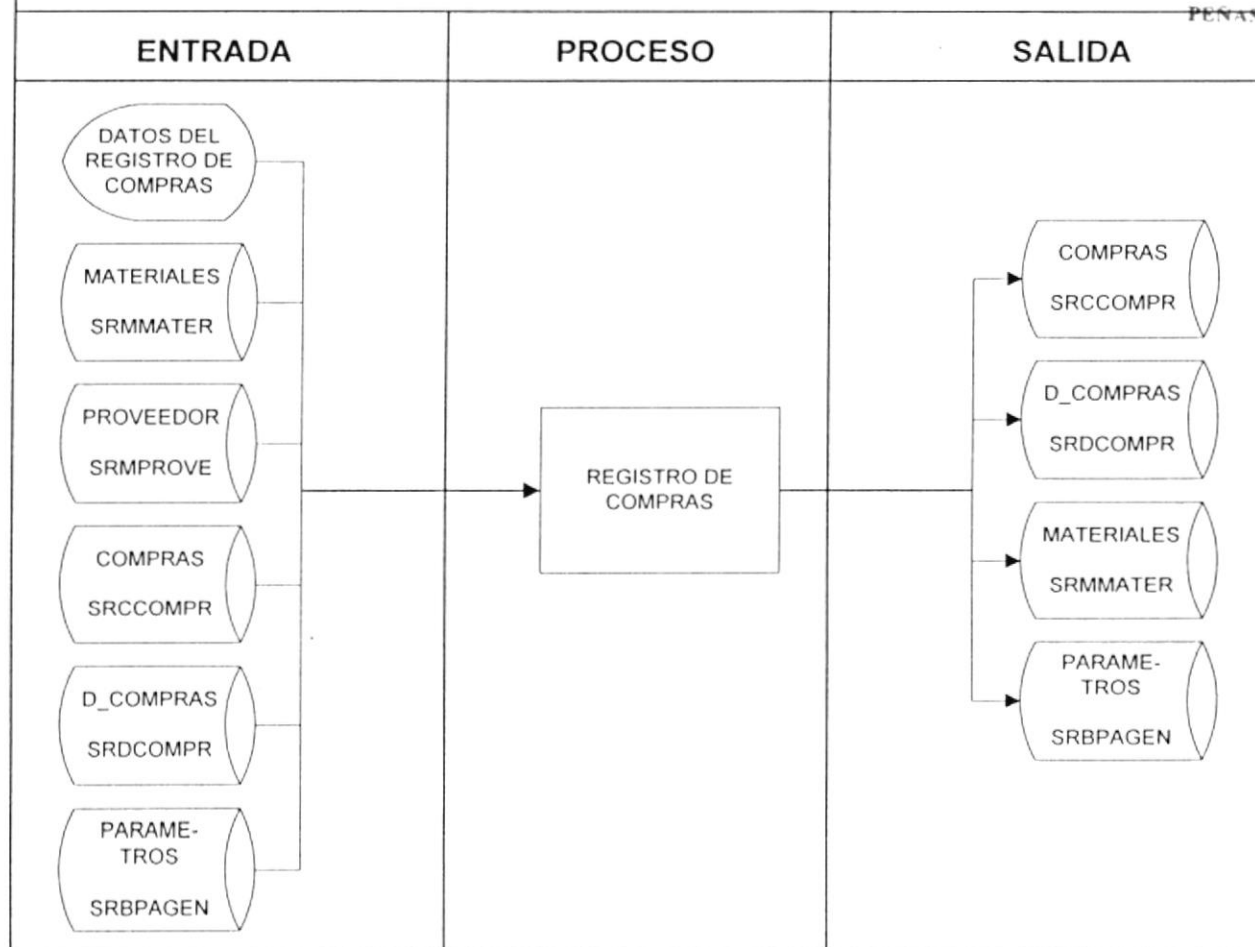 PEÑAS
ENTRADA
PROCESO
SALIDA
DATOS DEL
REGISTRO DE
COMPRAS
MATERIALES
SRMMATER
PROVEEDOR
SRMPROVE
COMPRAS
SRCCOMPR
D_COMPRAS
SRDCOMPR
PARAME-
TROS
SRBPAGEN
REGISTRO DE
COMPRAS
COMPRAS
SRCCOMPR
D_COMPRAS
SRDCOMPR
MATERIALES
SRMMATER
PARAME-
TROS
SRBPAGEN